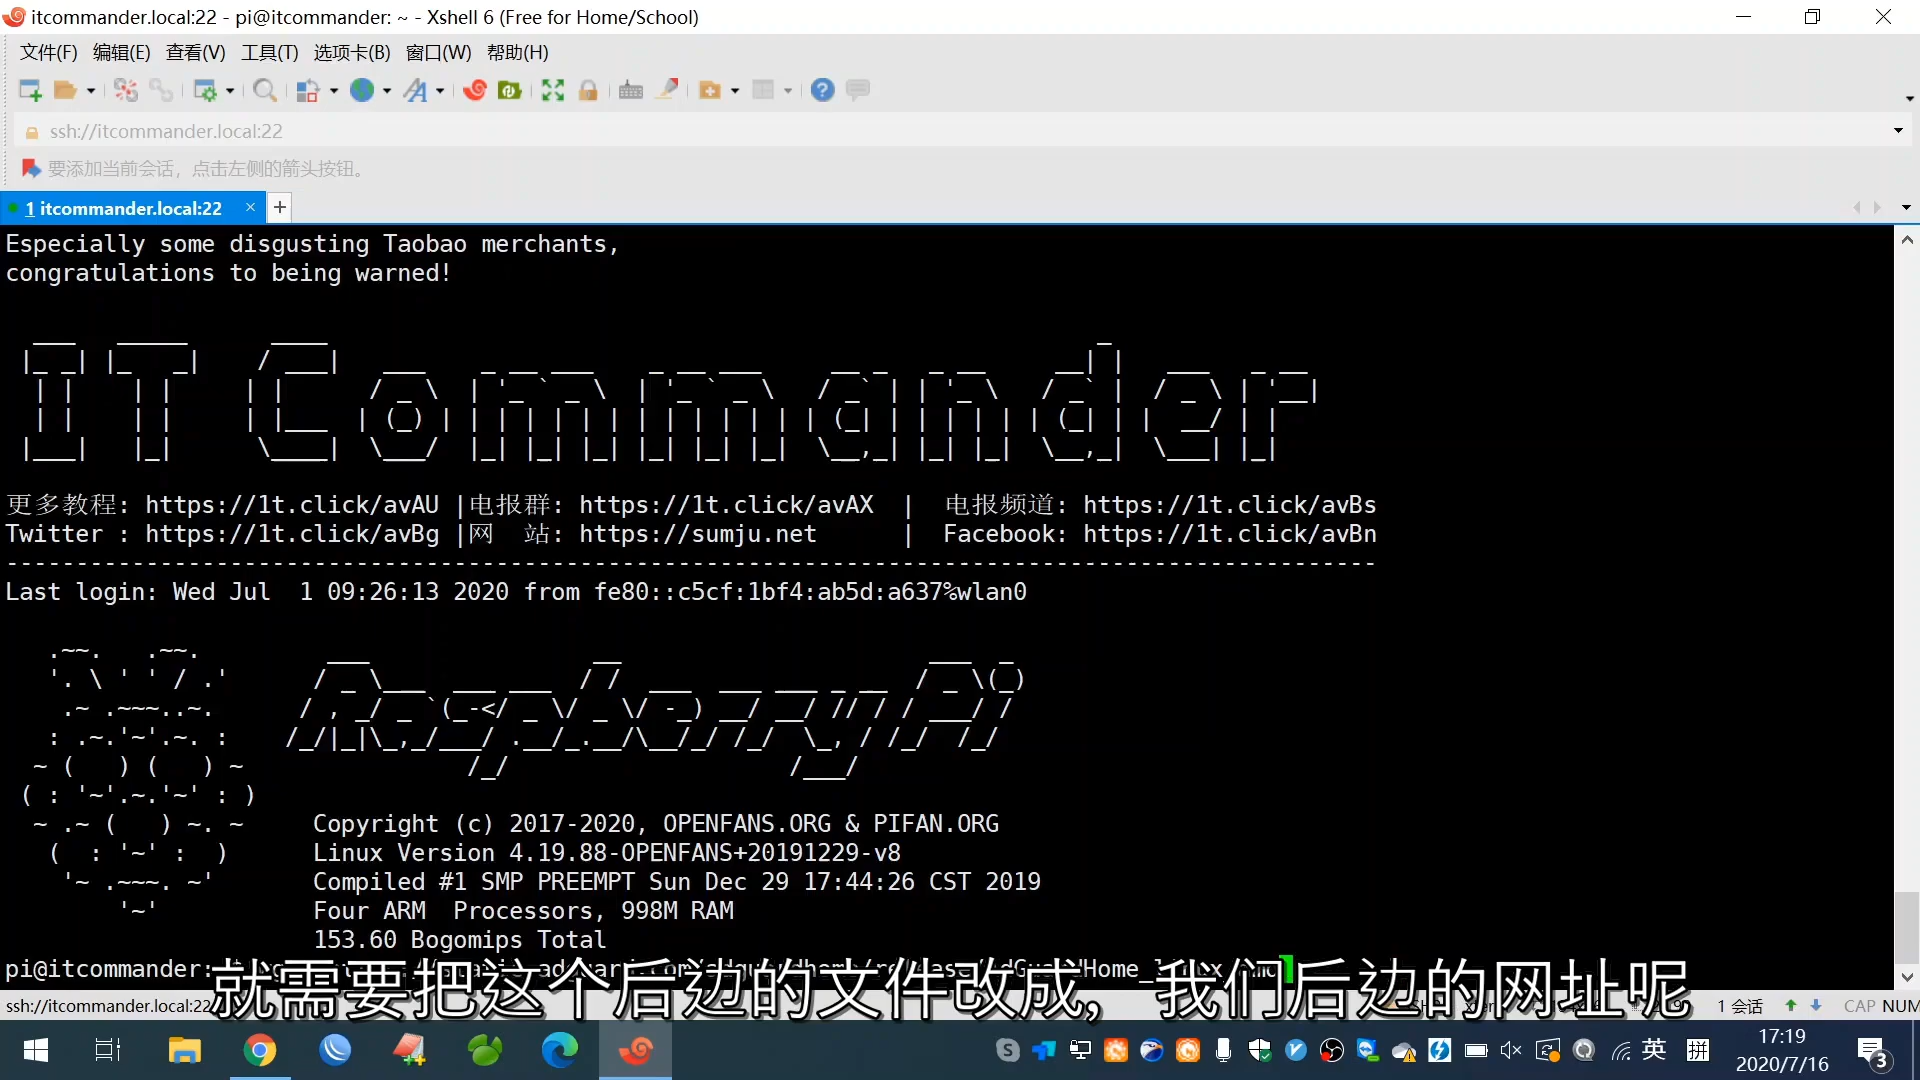 itcommander.local:22 - pi@itcommander: ~ - Xshell 6 (Free for Home/School)
文件(F) 编辑(E) 查看(V) 工具(T) 选项卡(B) 窗口(W) 帮助(H)
ssh://itcommander.local:22
要添加当前会话，点击左侧的箭头按钮。
1 itcommander.local:22
Especially some disgusting Taobao merchants,
congratulations to being warned!
IT Commander
更多教程: https://1t.click/avAU |电报群: https://1t.click/avAX | 电报频道: https://1t.click/avBs
Twitter : https://1t.click/avBg |网 站: https://sumju.net | Facebook: https://1t.click/avBn
Last login: Wed Jul 1 09:26:13 2020 from fe80::c5cf:1bf4:ab5d:a637%wlan0
Raspberry Pi
Copyright (c) 2017-2020, OPENFANS.ORG & PIFAN.ORG
Linux Version 4.19.88-OPENFANS+20191229-v8
Compiled #1 SMP PREEMPT Sun Dec 29 17:44:26 CST 2019
Four ARM Processors, 998M RAM
153.60 Bogomips Total
pi@itcommander:
就需要把这个后边的文件改成，我们后边的网址呢
ssh://itcommander.local:22
1 会话
CAP NUM
英
拼
17:19
2020/7/16
3